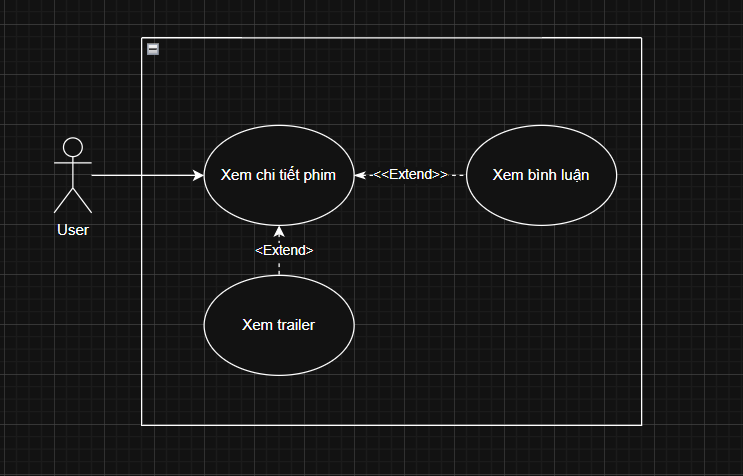 Xem chi tiết phim
<<Extend>>
Xem bình luận
User
<Extend>
Xem trailer